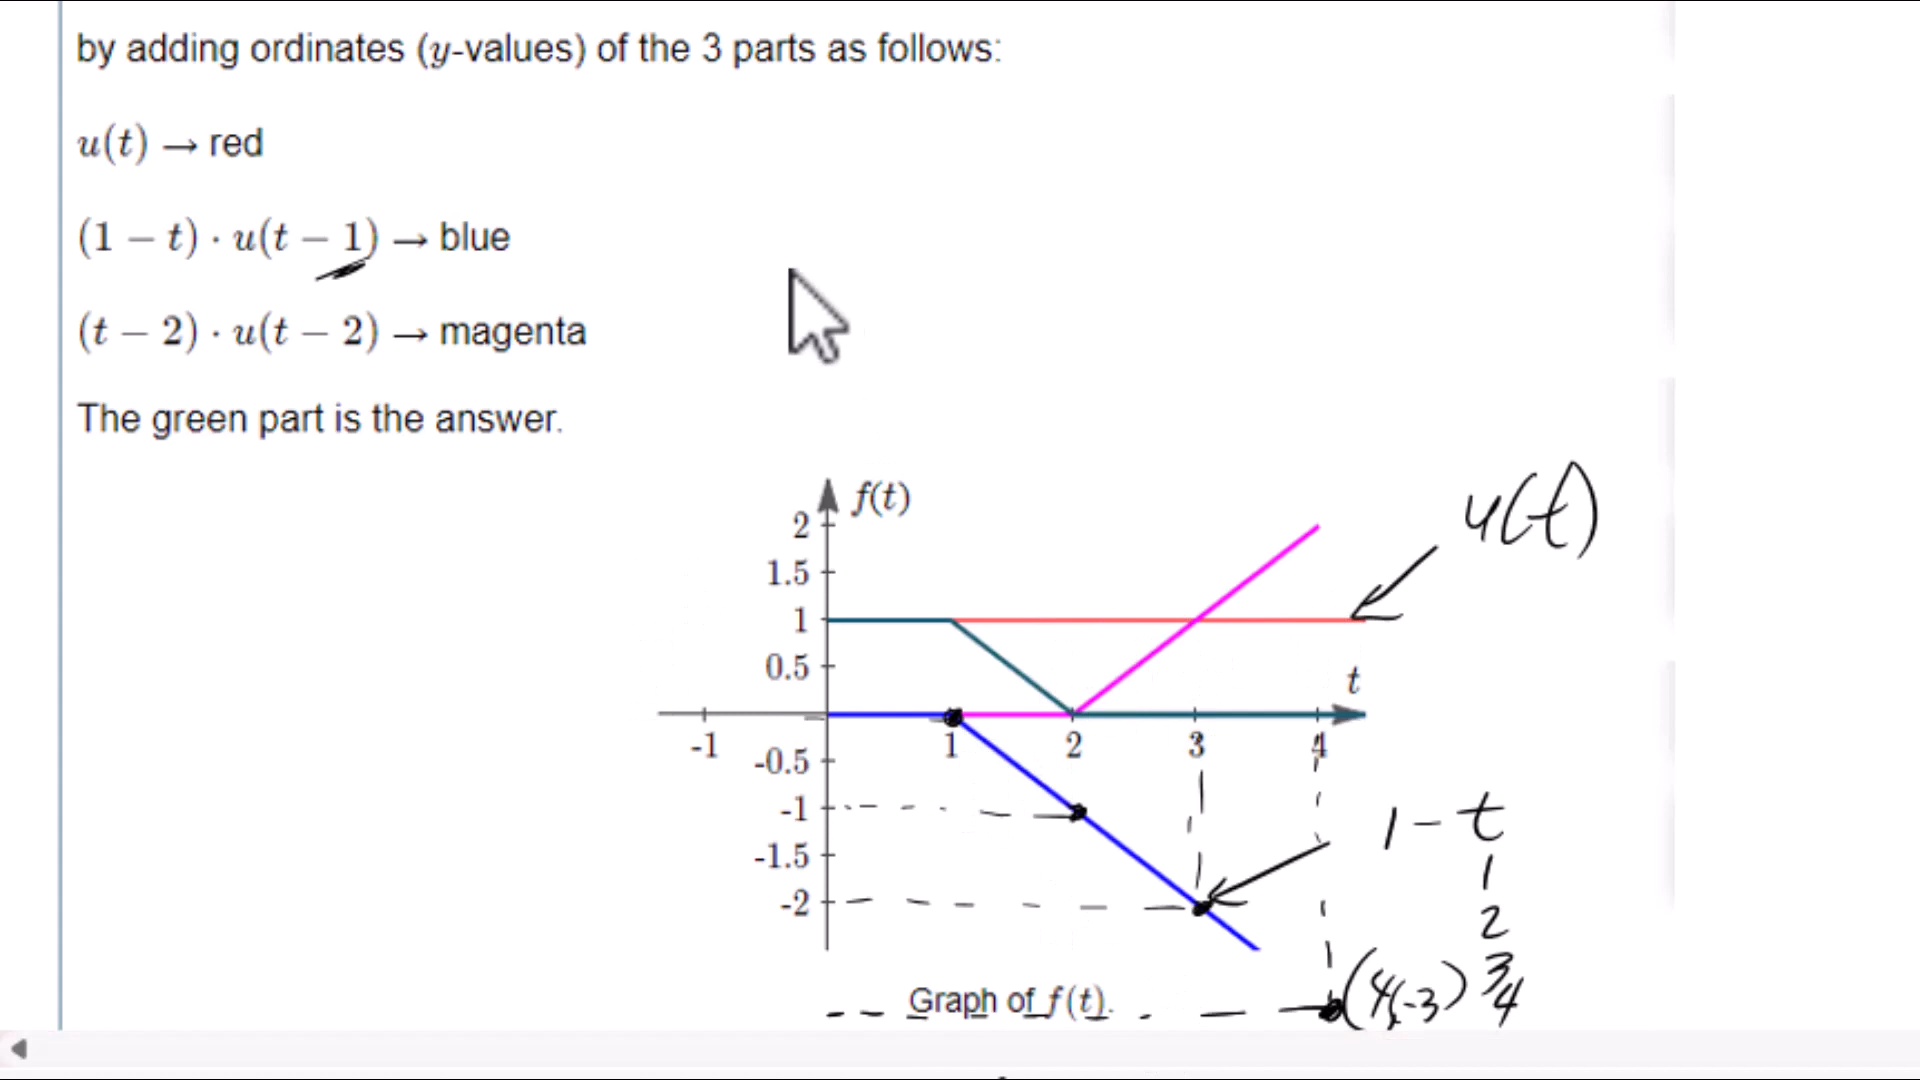 by adding ordinates (y-values) of the 3 parts as follows:
u(t) → red
(1 − t) · u(t − 1) → blue
(t − 2) · u(t − 2) → magenta
The green part is the answer.
f(t)
u(t)
2
1.5
1
0.5
t
-1
1
2
3
4
-0.5
-1
-1.5
-2
1 - t
1
2
3
4
(4,-3)
Graph of f(t).